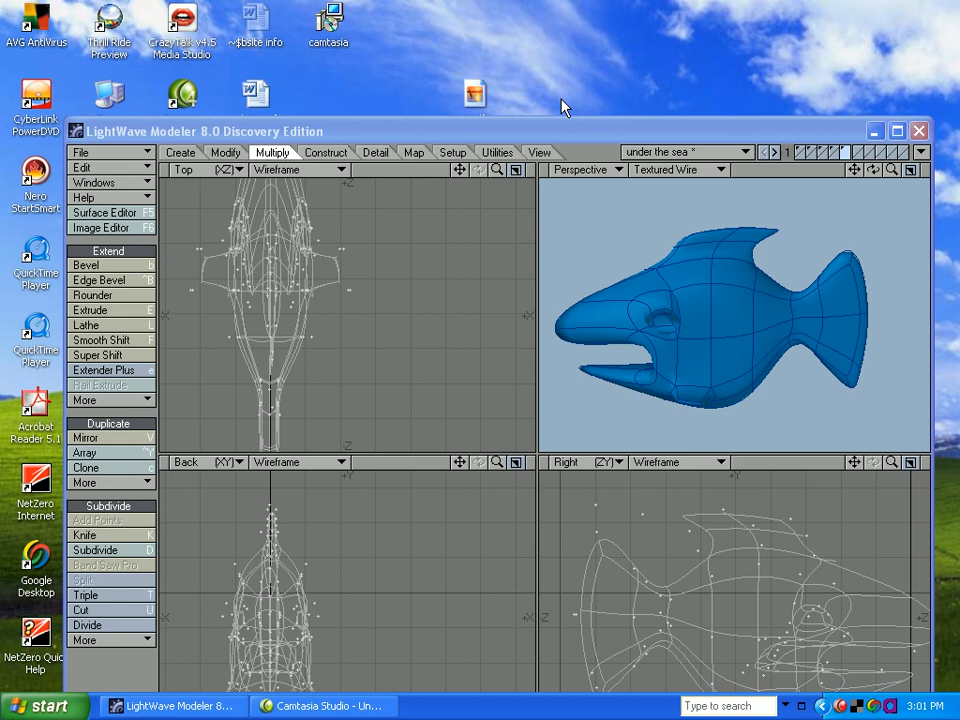 AVG AntiVirus
Thrill Ride Preview
CrazyTalk v4.5 Media Studio
~$bsite info
camtasia
CyberLink PowerDVD
Nero StartSmart
QuickTime Player
QuickTime Player
Acrobat Reader 5.1
NetZero Internet
Google Desktop
NetZero Quic Help
LightWave Modeler 8.0 Discovery Edition
File
Edit
Windows
Help
Surface Editor F5
Image Editor F6
Create Modify Multiply Construct Detail Map Setup Utilities View
under the sea *
1
Extend
Bevel b
Edge Bevel ^B
Rounder
Extrude E
Lathe L
Smooth Shift F
Super Shift
Extender Plus e
Rail Extrude
More
Duplicate
Mirror V
Array ^Y
Clone c
More
Subdivide
Add Points
Knife K
Subdivide D
Band Saw Pro
Split
Triple T
Cut U
Divide
More
Top (XZ) Wireframe
+Z
-X
+X
-Z
Perspective Textured Wire
Back (XY) Wireframe
+Y
-X
+X
Right (ZY) Wireframe
+Y
-Z
+Z
start
LightWave Modeler 8...
Camtasia Studio - Un...
Type to search
3:01 PM